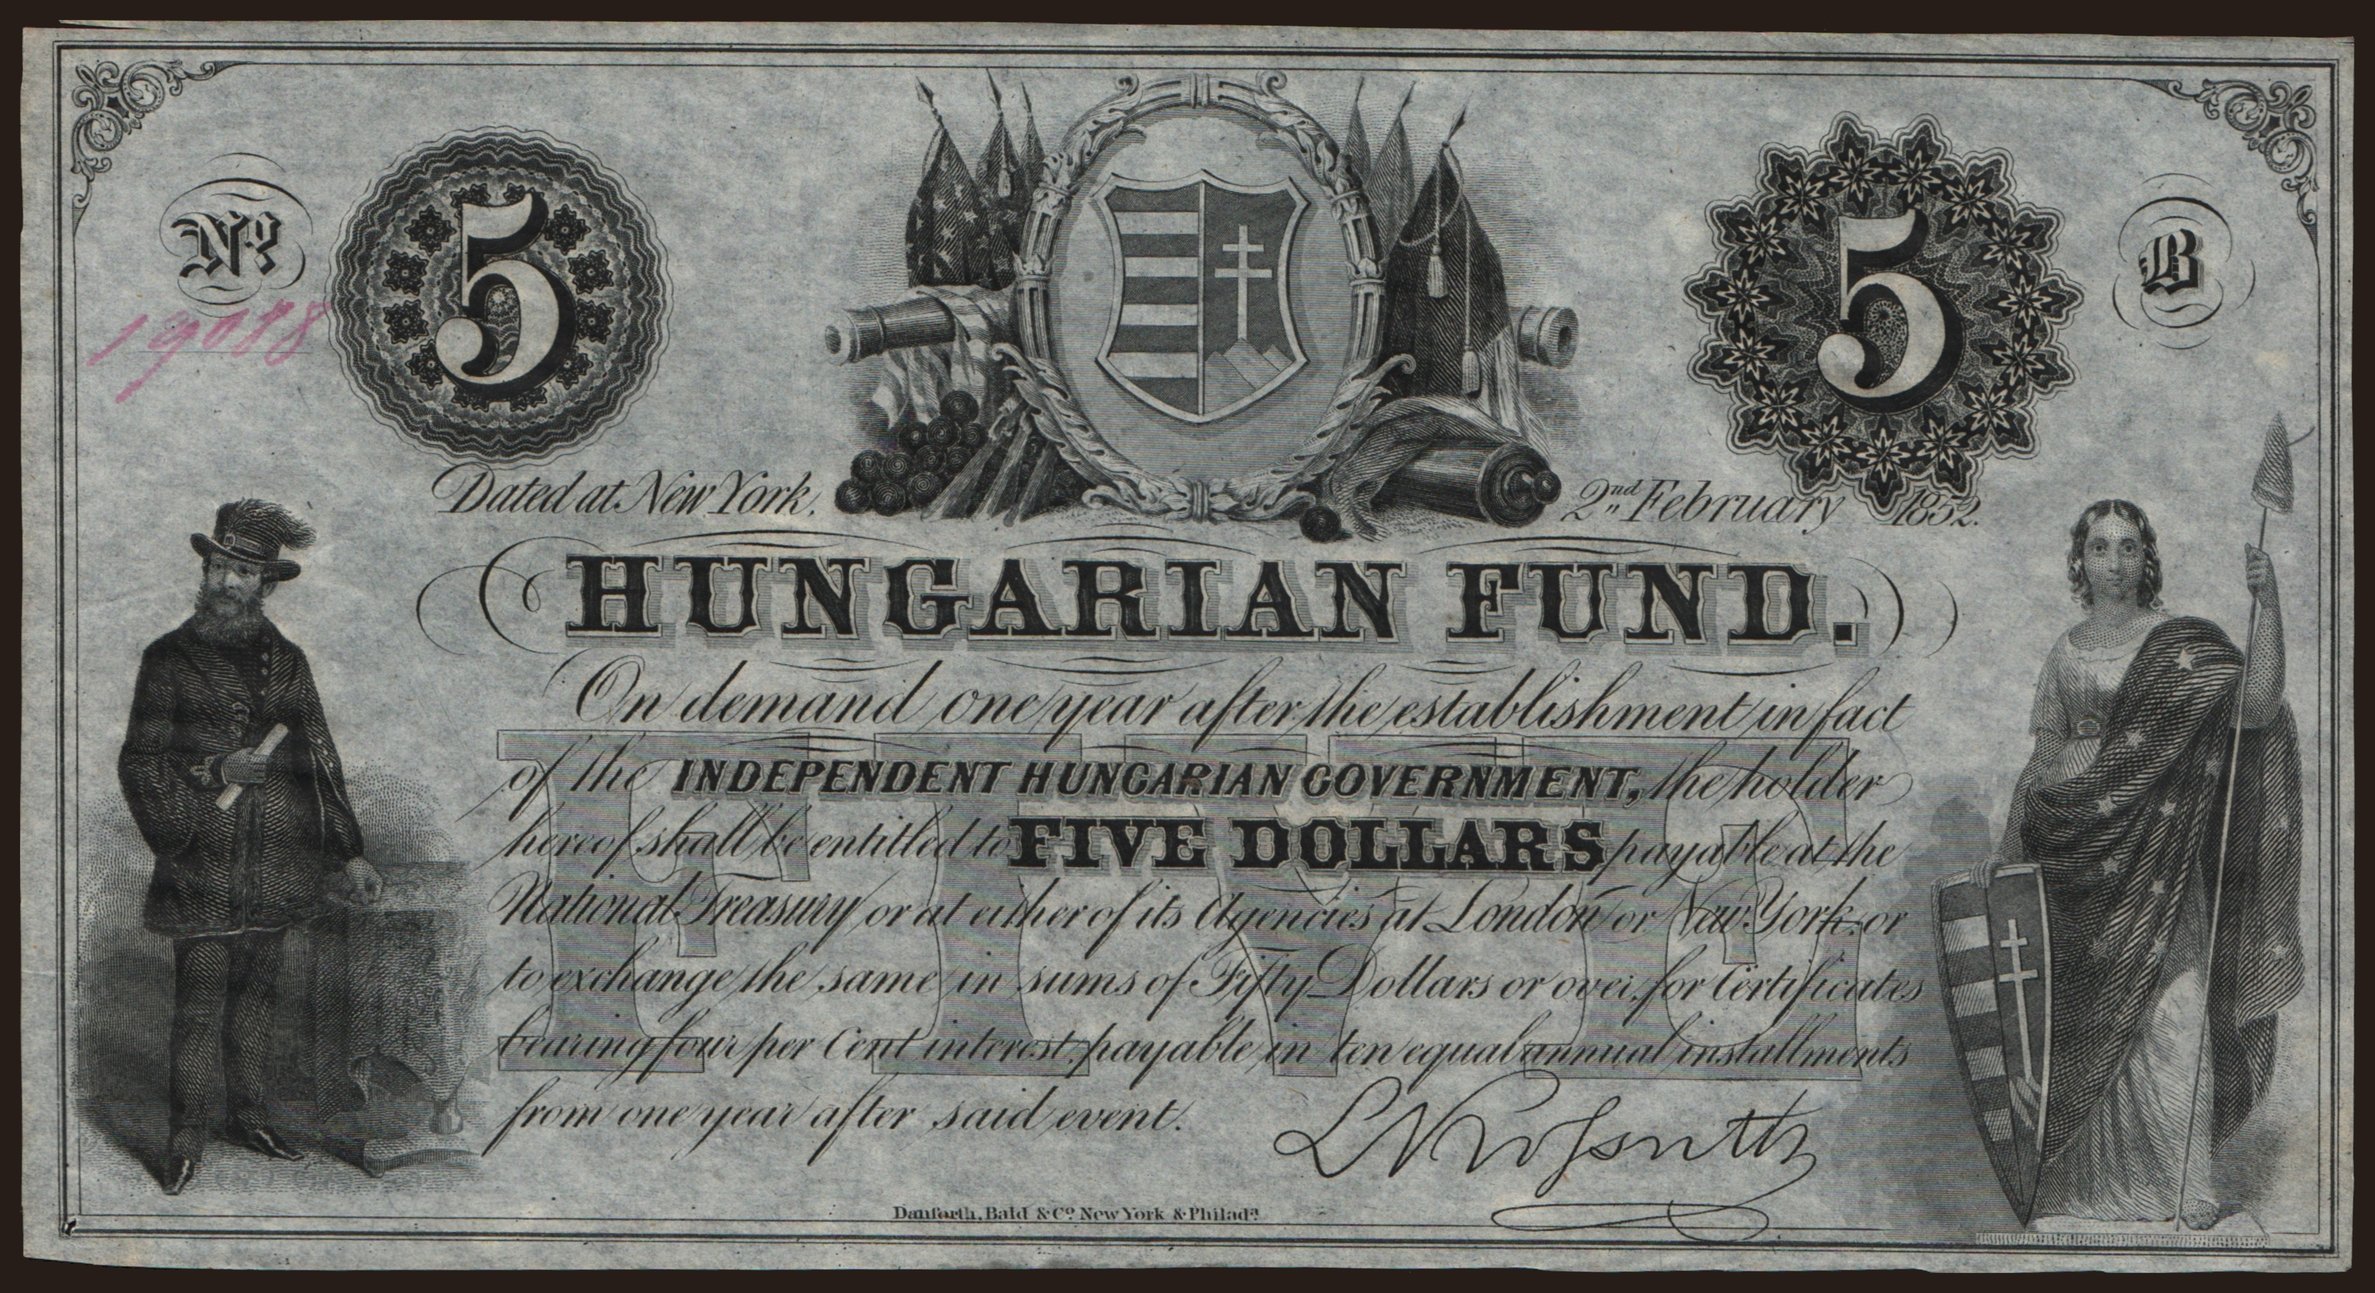 No
19088
5
5
B
Dated at New York. 2nd February 1852.
HUNGARIAN FUND.
On demand one year after the establishment in fact
of the INDEPENDENT HUNGARIAN GOVERNMENT, the holder
hereof shall be entitled to FIVE DOLLARS payable at the
National Treasury or at either of its Agencies at London or New York, or
to exchange the same in sums of Fifty Dollars or over, for Certificates
bearing four per Cent interest, payable in ten equal annual installments
from one year after said event.
FIVE
L Kossuth
Danforth, Bald & Co. New York & Philada.